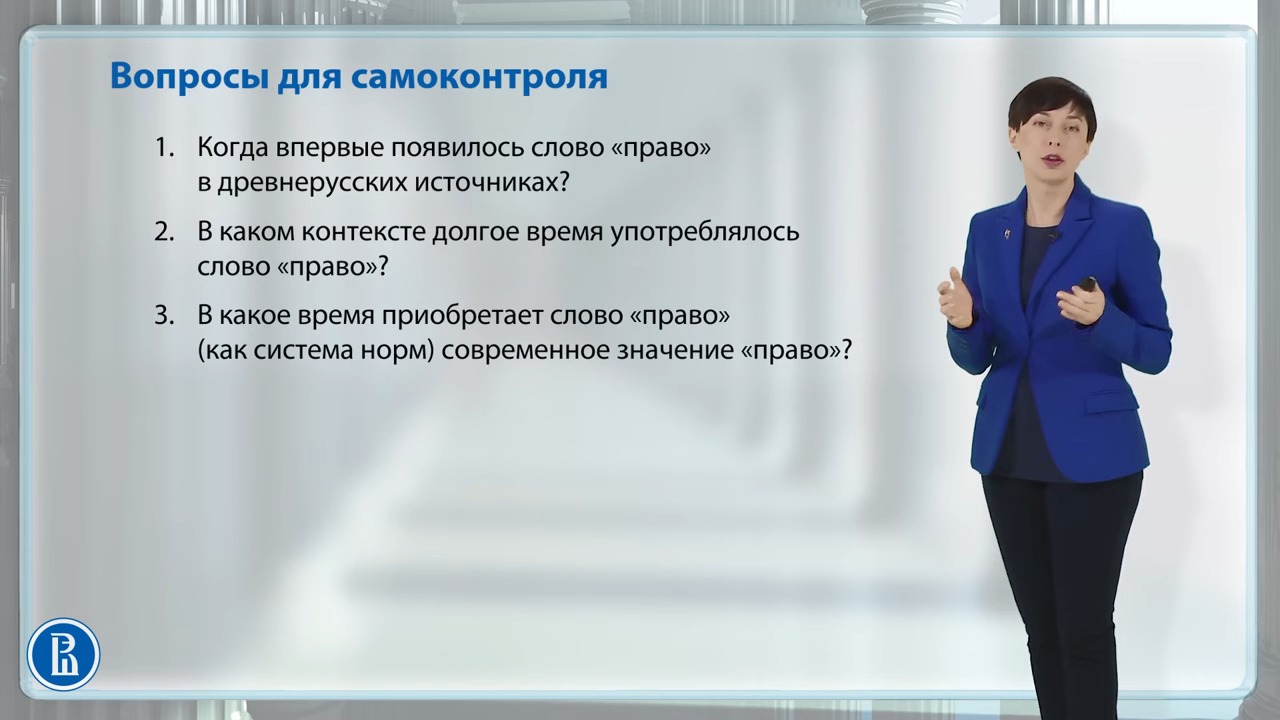 Вопросы для самоконтроля
1. Когда впервые появилось слово «право»
в древнерусских источниках?
2. В каком контексте долгое время употреблялось
слово «право»?
3. В какое время приобретает слово «право»
(как система норм) современное значение «право»?